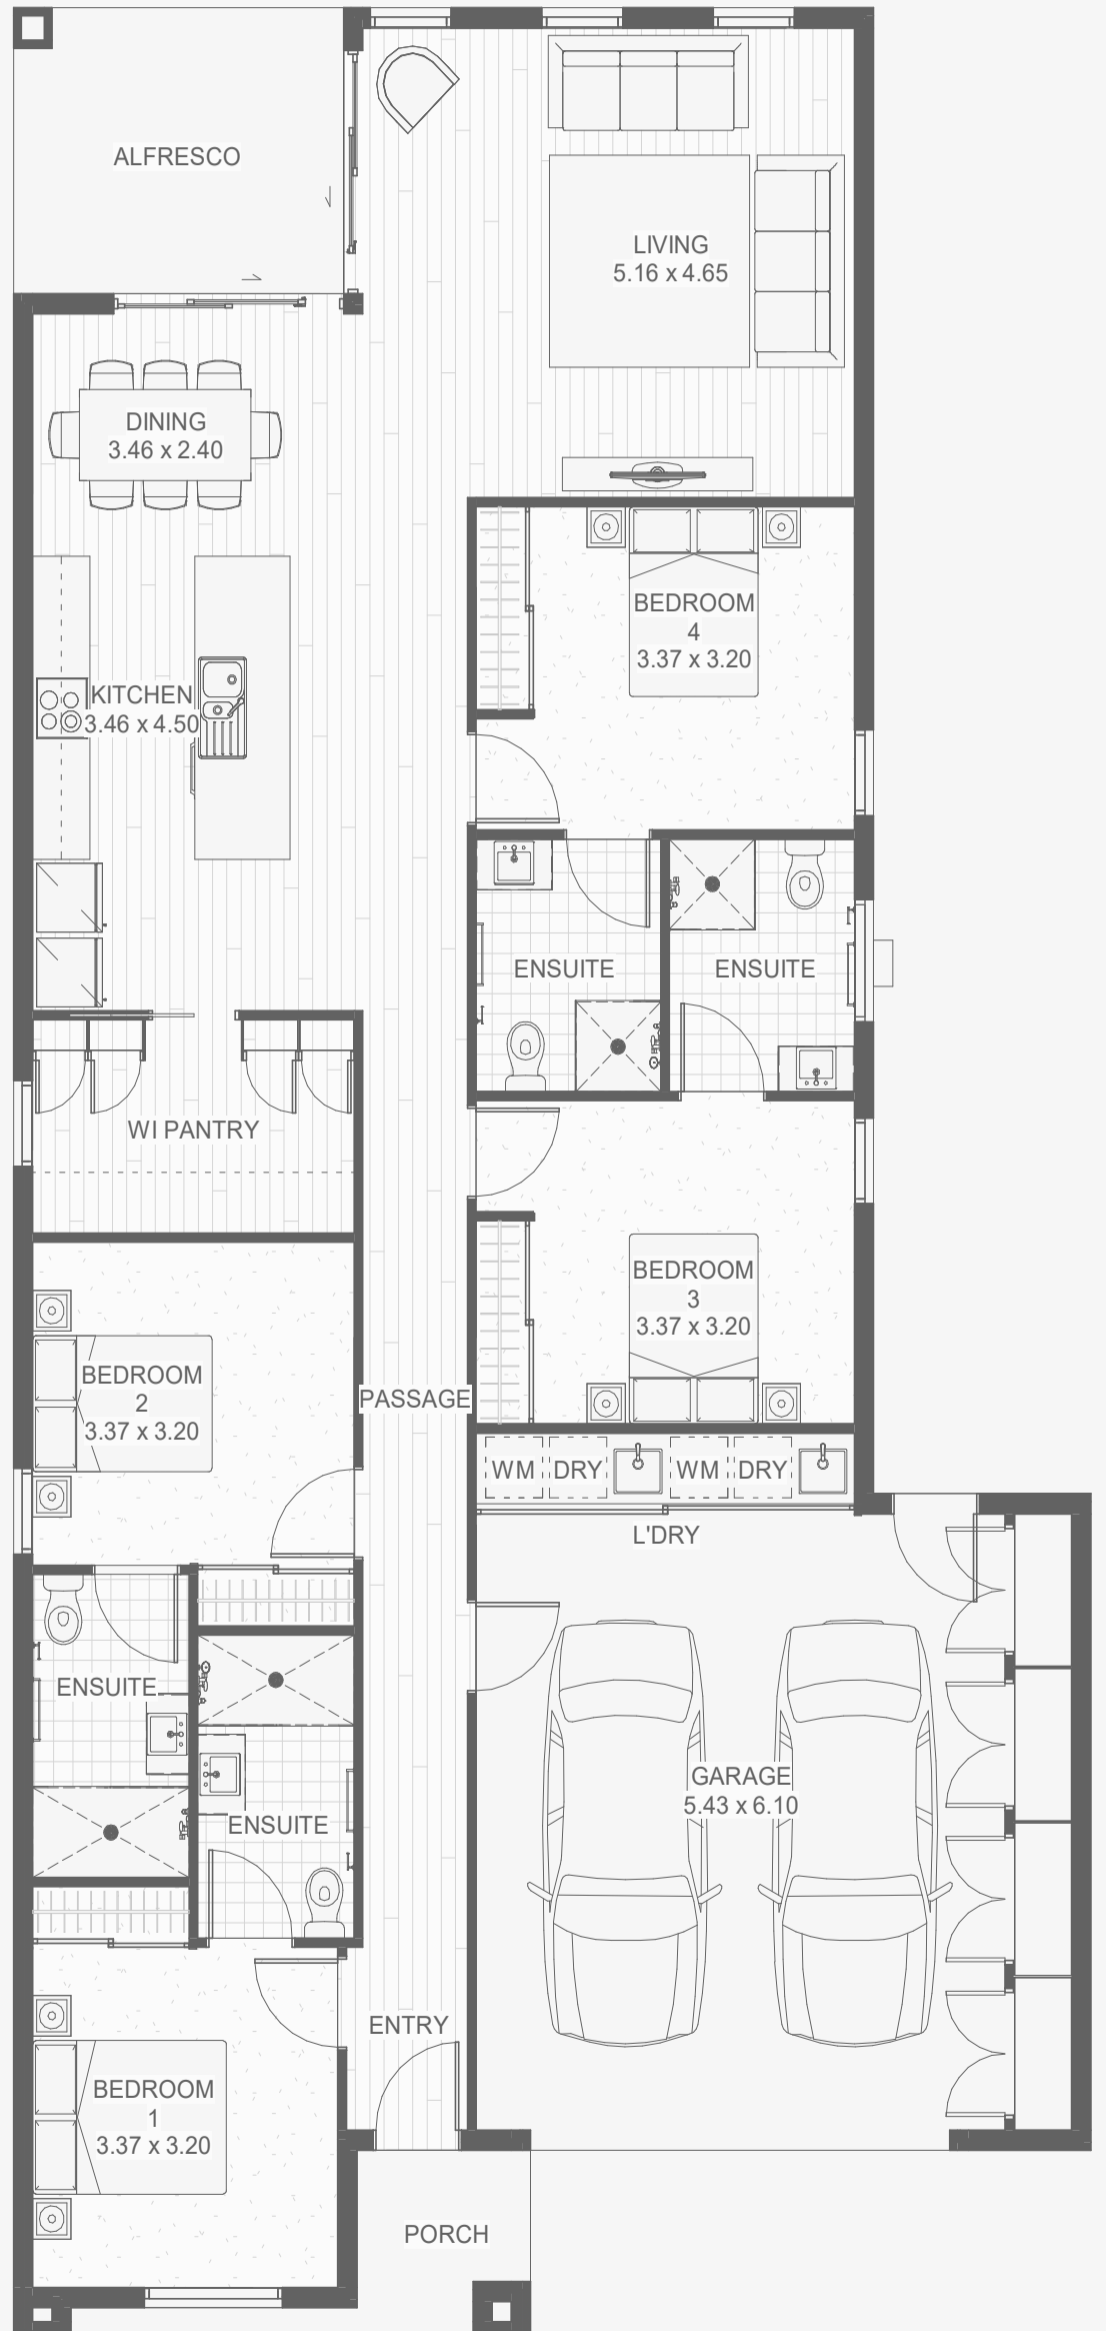 ALFRESCO
LIVING
5.16 x 4.65
DINING
3.46 x 2.40
BEDROOM
4
3.37 x 3.20
KITCHEN
3.46 x 4.50
ENSUITE
ENSUITE
WI PANTRY
BEDROOM
3
3.37 x 3.20
BEDROOM
2
3.37 x 3.20
PASSAGE
WM DRY WM DRY
L'DRY
ENSUITE
GARAGE
5.43 x 6.10
ENSUITE
ENTRY
BEDROOM
1
3.37 x 3.20
PORCH